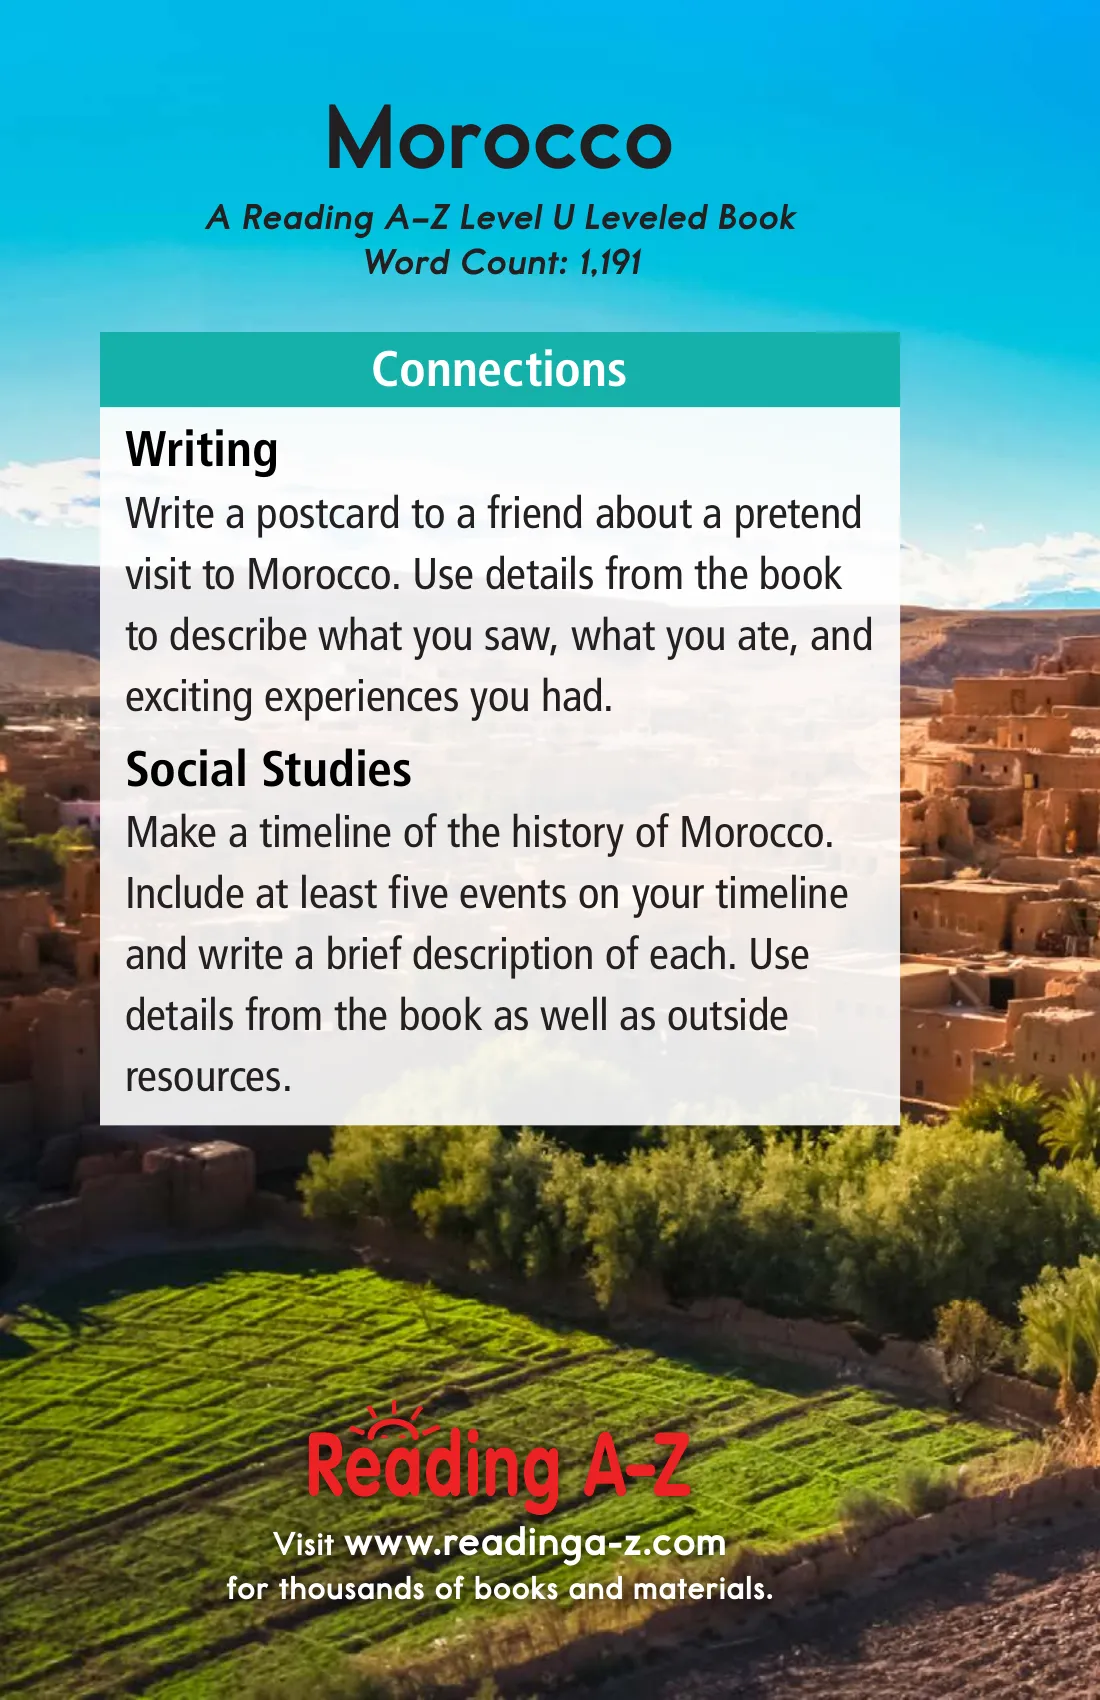 Morocco
A Reading A–Z Level U Leveled Book
Word Count: 1,191
Connections
Writing
Write a postcard to a friend about a pretend
visit to Morocco. Use details from the book
to describe what you saw, what you ate, and
exciting experiences you had.
Social Studies
Make a timeline of the history of Morocco.
Include at least five events on your timeline
and write a brief description of each. Use
details from the book as well as outside
resources.
Reading A-Z
Visit www.readinga-z.com
for thousands of books and materials.